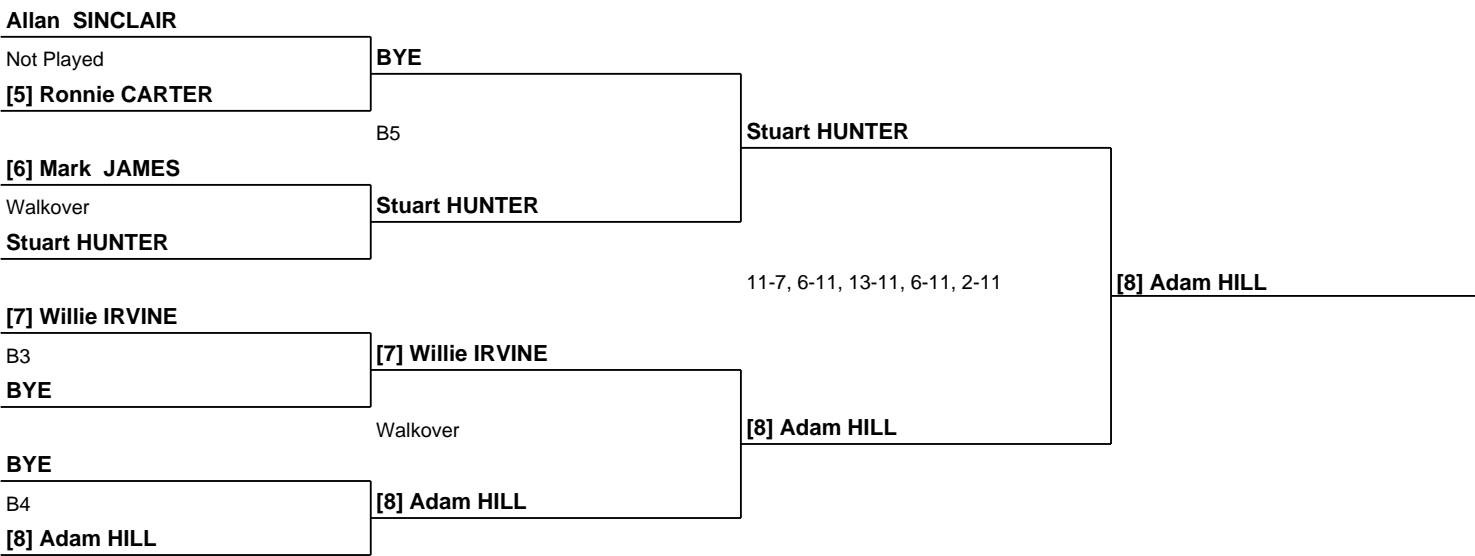 Allan  SINCLAIR
Not Played
BYE
[5] Ronnie CARTER
B5
Stuart HUNTER
[6] Mark  JAMES
Walkover
Stuart HUNTER
Stuart HUNTER
11-7, 6-11, 13-11, 6-11, 2-11
[8] Adam HILL
[7] Willie IRVINE
B3
[7] Willie IRVINE
BYE
Walkover
[8] Adam HILL
BYE
B4
[8] Adam HILL
[8] Adam HILL